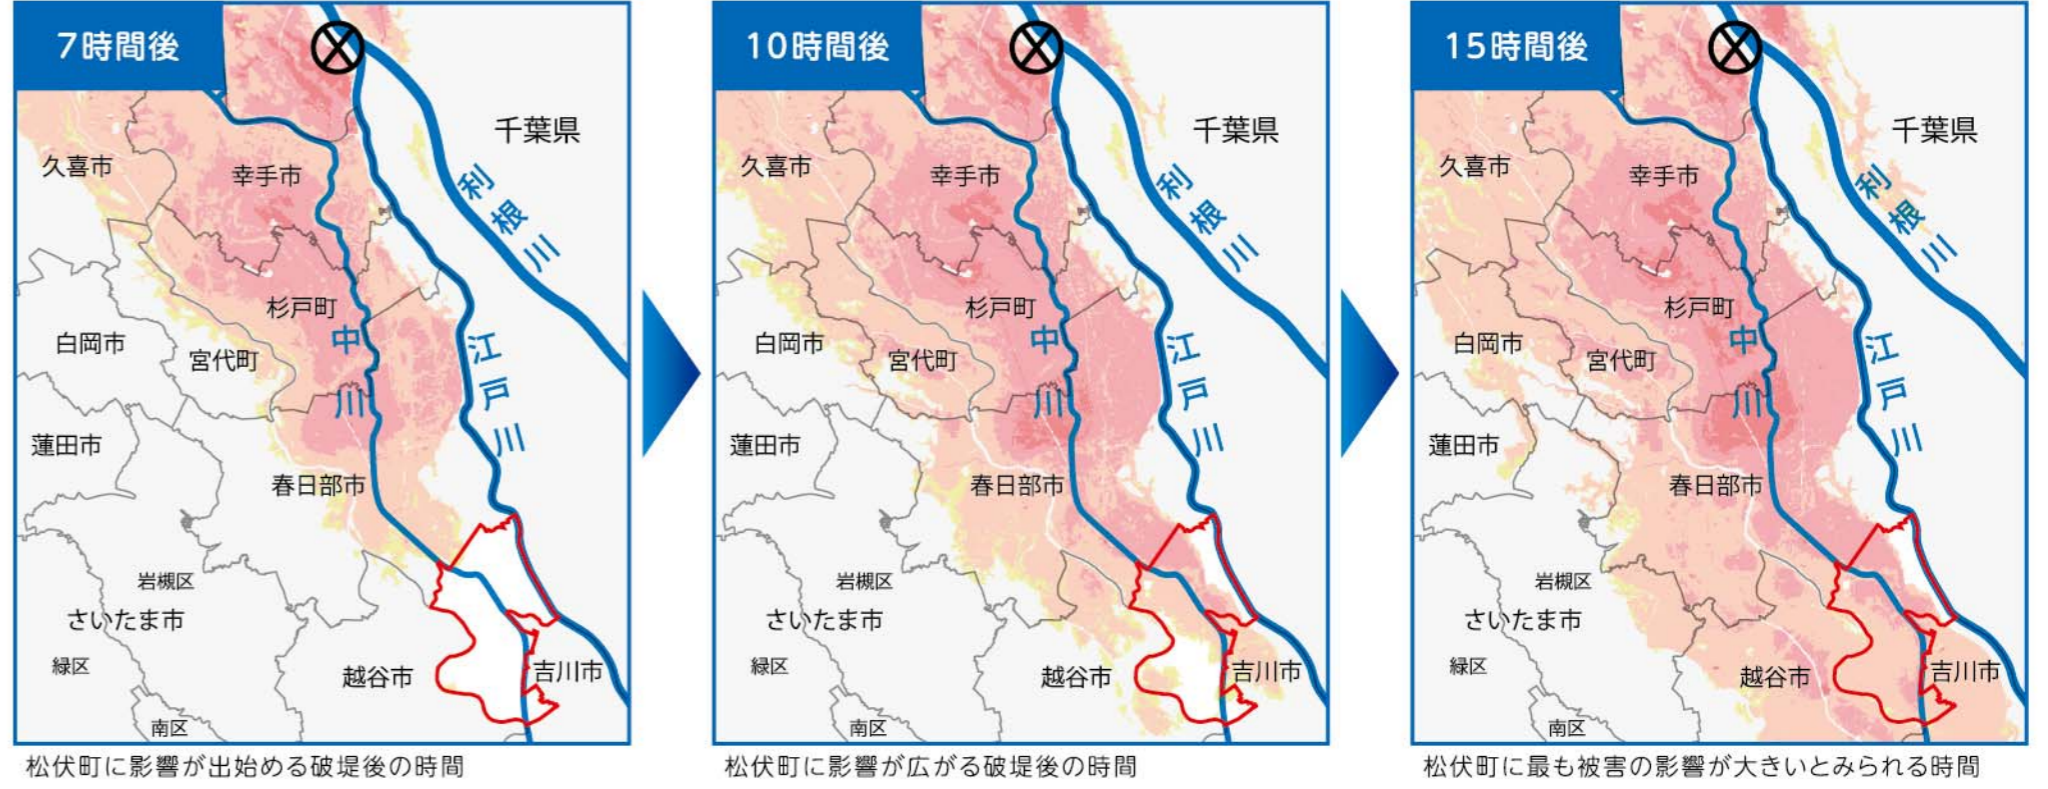 7時間後
千葉県
久喜市
幸手市
利根川
杉戸町
中川
江戸川
白岡市
宮代町
蓮田市
春日部市
岩槻区
さいたま市
緑区
越谷市
吉川市
南区
松伏町に影響が出始める破堤後の時間
10時間後
千葉県
久喜市
幸手市
利根川
杉戸町
中川
江戸川
白岡市
宮代町
蓮田市
春日部市
岩槻区
さいたま市
緑区
越谷市
吉川市
南区
松伏町に影響が広がる破堤後の時間
15時間後
千葉県
久喜市
幸手市
利根川
杉戸町
中川
江戸川
白岡市
宮代町
蓮田市
春日部市
岩槻区
さいたま市
緑区
越谷市
吉川市
南区
松伏町に最も被害の影響が大きいとみられる時間